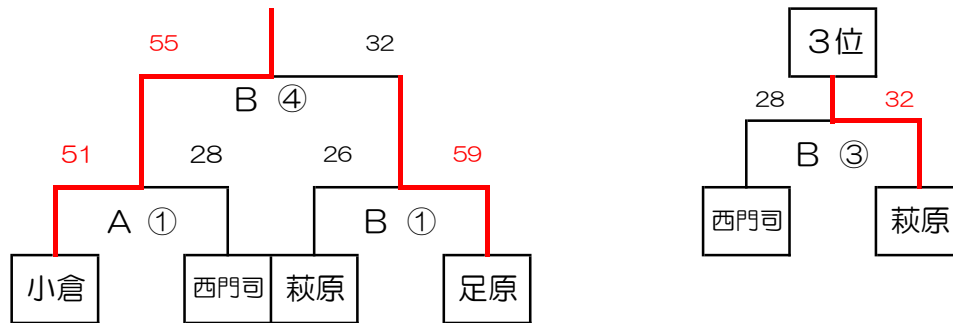 55 32
B ④
51 28 26 59
A ① B ①
小倉 西門司 萩原 足原
3位
28 32
B ③
西門司 萩原